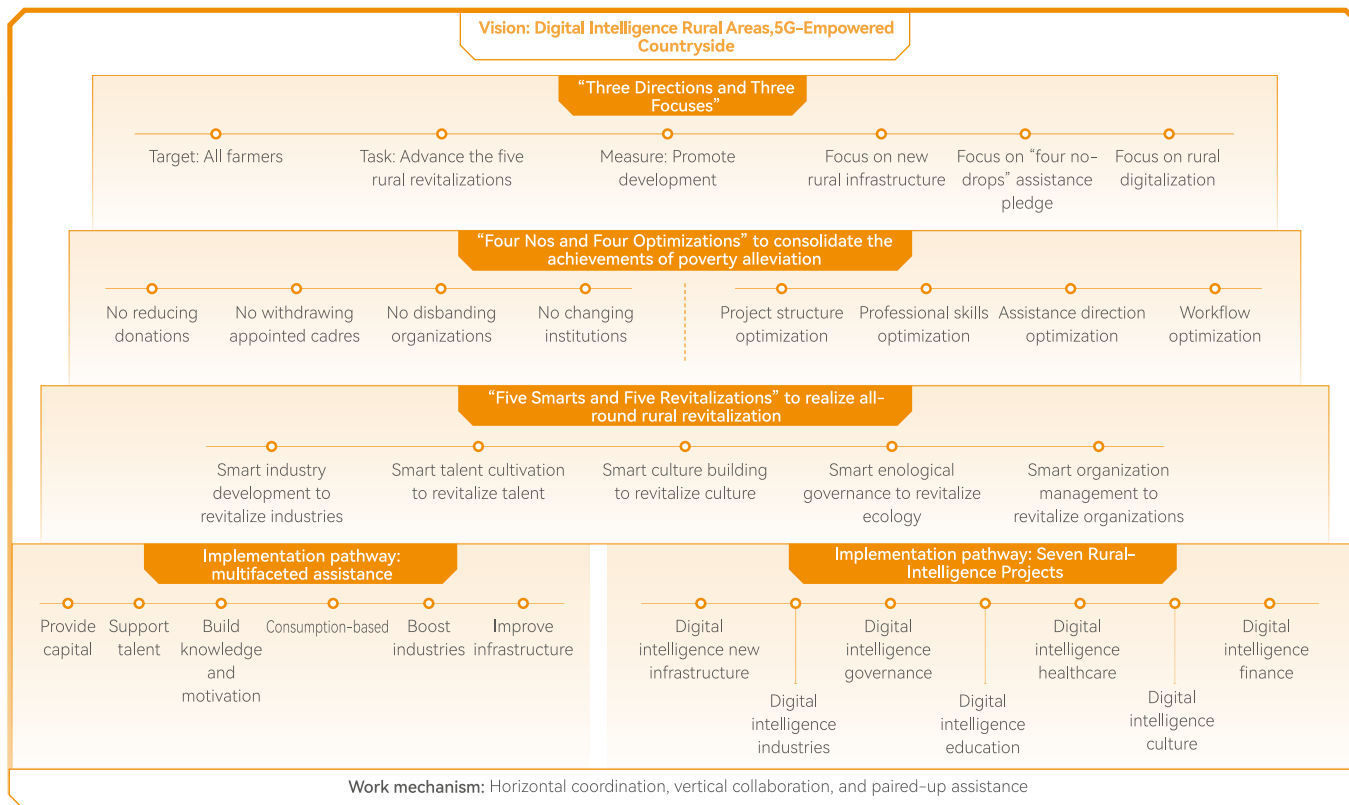 Vision: Digital Intelligence Rural Areas,5G-Empowered
Countryside
“Three Directions and Three
Focuses”
Target: All farmers
Task: Advance the five
rural revitalizations
Measure: Promote
development
Focus on new
rural infrastructure
Focus on “four no-
drops” assistance
pledge
Focus on rural
digitalization
“Four Nos and Four Optimizations” to consolidate the
achievements of poverty alleviation
No reducing
donations
No withdrawing
appointed cadres
No disbanding
organizations
No changing
institutions
Project structure
optimization
Professional skills
optimization
Assistance direction
optimization
Workflow
optimization
“Five Smarts and Five Revitalizations” to realize all-
round rural revitalization
Smart industry
development to
revitalize industries
Smart talent cultivation
to revitalize talent
Smart culture building
to revitalize culture
Smart enological
governance to revitalize
ecology
Smart organization
management to
revitalize organizations
Implementation pathway:
multifaceted assistance
Provide
capital
Support
talent
Build
knowledge
and
motivation
Consumption-based
Boost
industries
Improve
infrastructure
Implementation pathway: Seven Rural-
Intelligence Projects
Digital
intelligence new
infrastructure
Digital
intelligence
industries
Digital
intelligence
governance
Digital
intelligence
education
Digital
intelligence
healthcare
Digital
intelligence
culture
Digital
intelligence
finance
Work mechanism: Horizontal coordination, vertical collaboration, and paired-up assistance